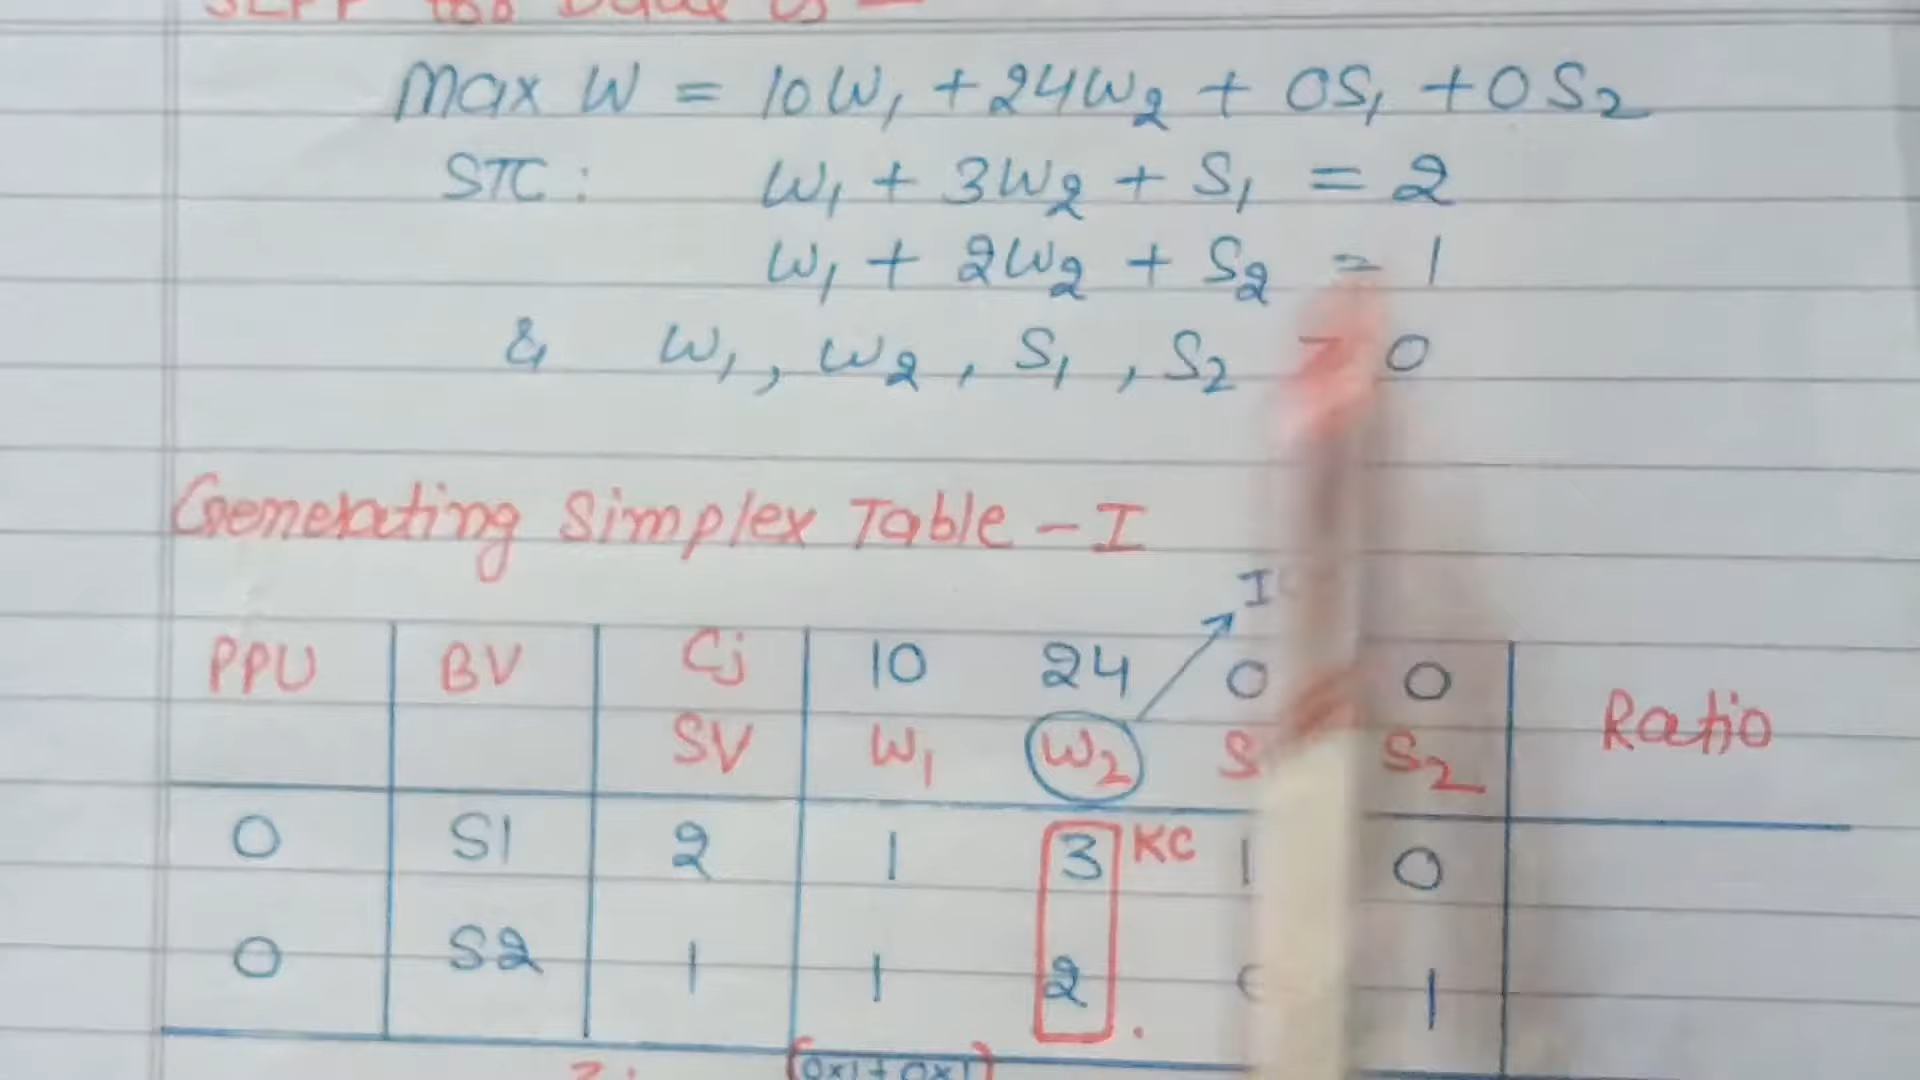 Max W = 10W₁ + 24W₂ + 0S₁ + 0S₂
STC : W₁ + 3W₂ + S₁ = 2
W₁ + 2W₂ + S₂ = 1
& W₁, W₂, S₁, S₂ 0
Generating Simplex Table - I
PPU BV Cj 10 24 0 0 Ratio
SV W₁ W₂ S S₂
0 S1 2 1 3 KC 1 0
0 S2 1 1 2 1